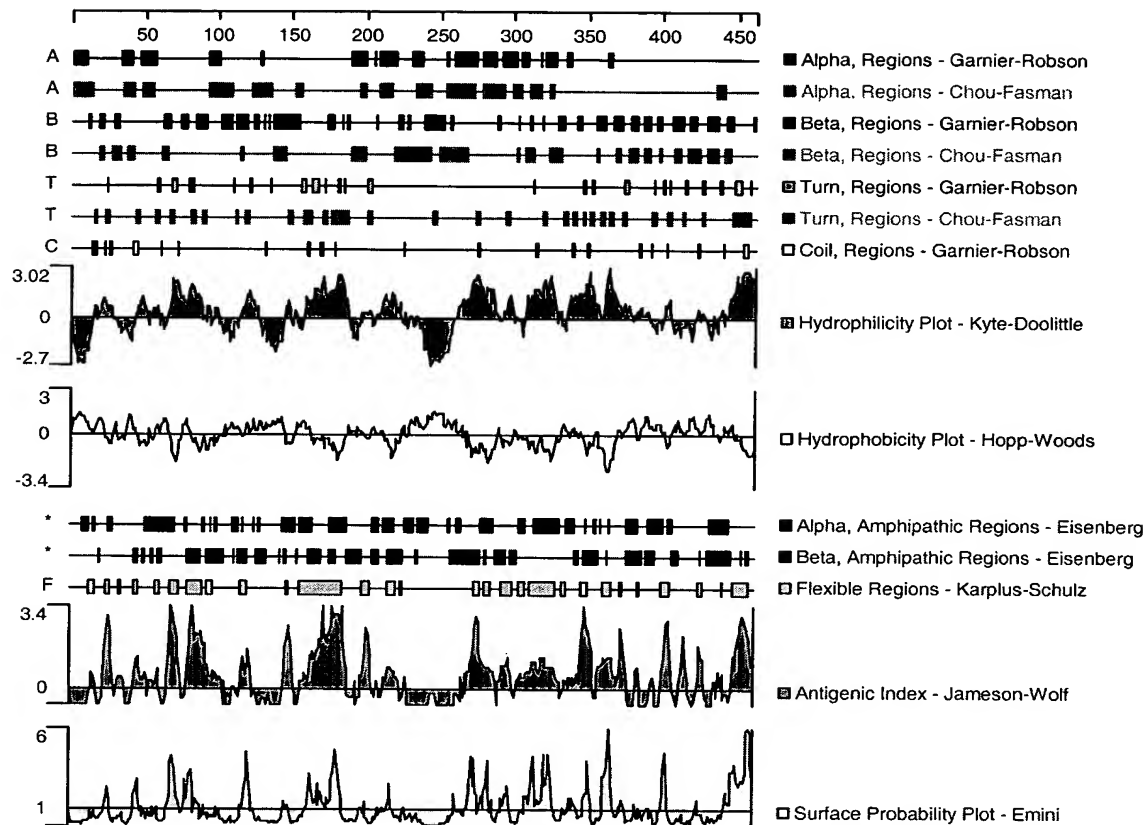 50 100 150 200 250 300 350 400 450
A Alpha, Regions - Garnier-Robson
A Alpha, Regions - Chou-Fasman
B Beta, Regions - Garnier-Robson
B Beta, Regions - Chou-Fasman
T Turn, Regions - Garnier-Robson
T Turn, Regions - Chou-Fasman
C Coil, Regions - Garnier-Robson
3.02
0 Hydrophilicity Plot - Kyte-Doolittle
-2.7
3
0 Hydrophobicity Plot - Hopp-Woods
-3.4
* Alpha, Amphipathic Regions - Eisenberg
* Beta, Amphipathic Regions - Eisenberg
F Flexible Regions - Karplus-Schulz
3.4
0 Antigenic Index - Jameson-Wolf
6
1 Surface Probability Plot - Emini